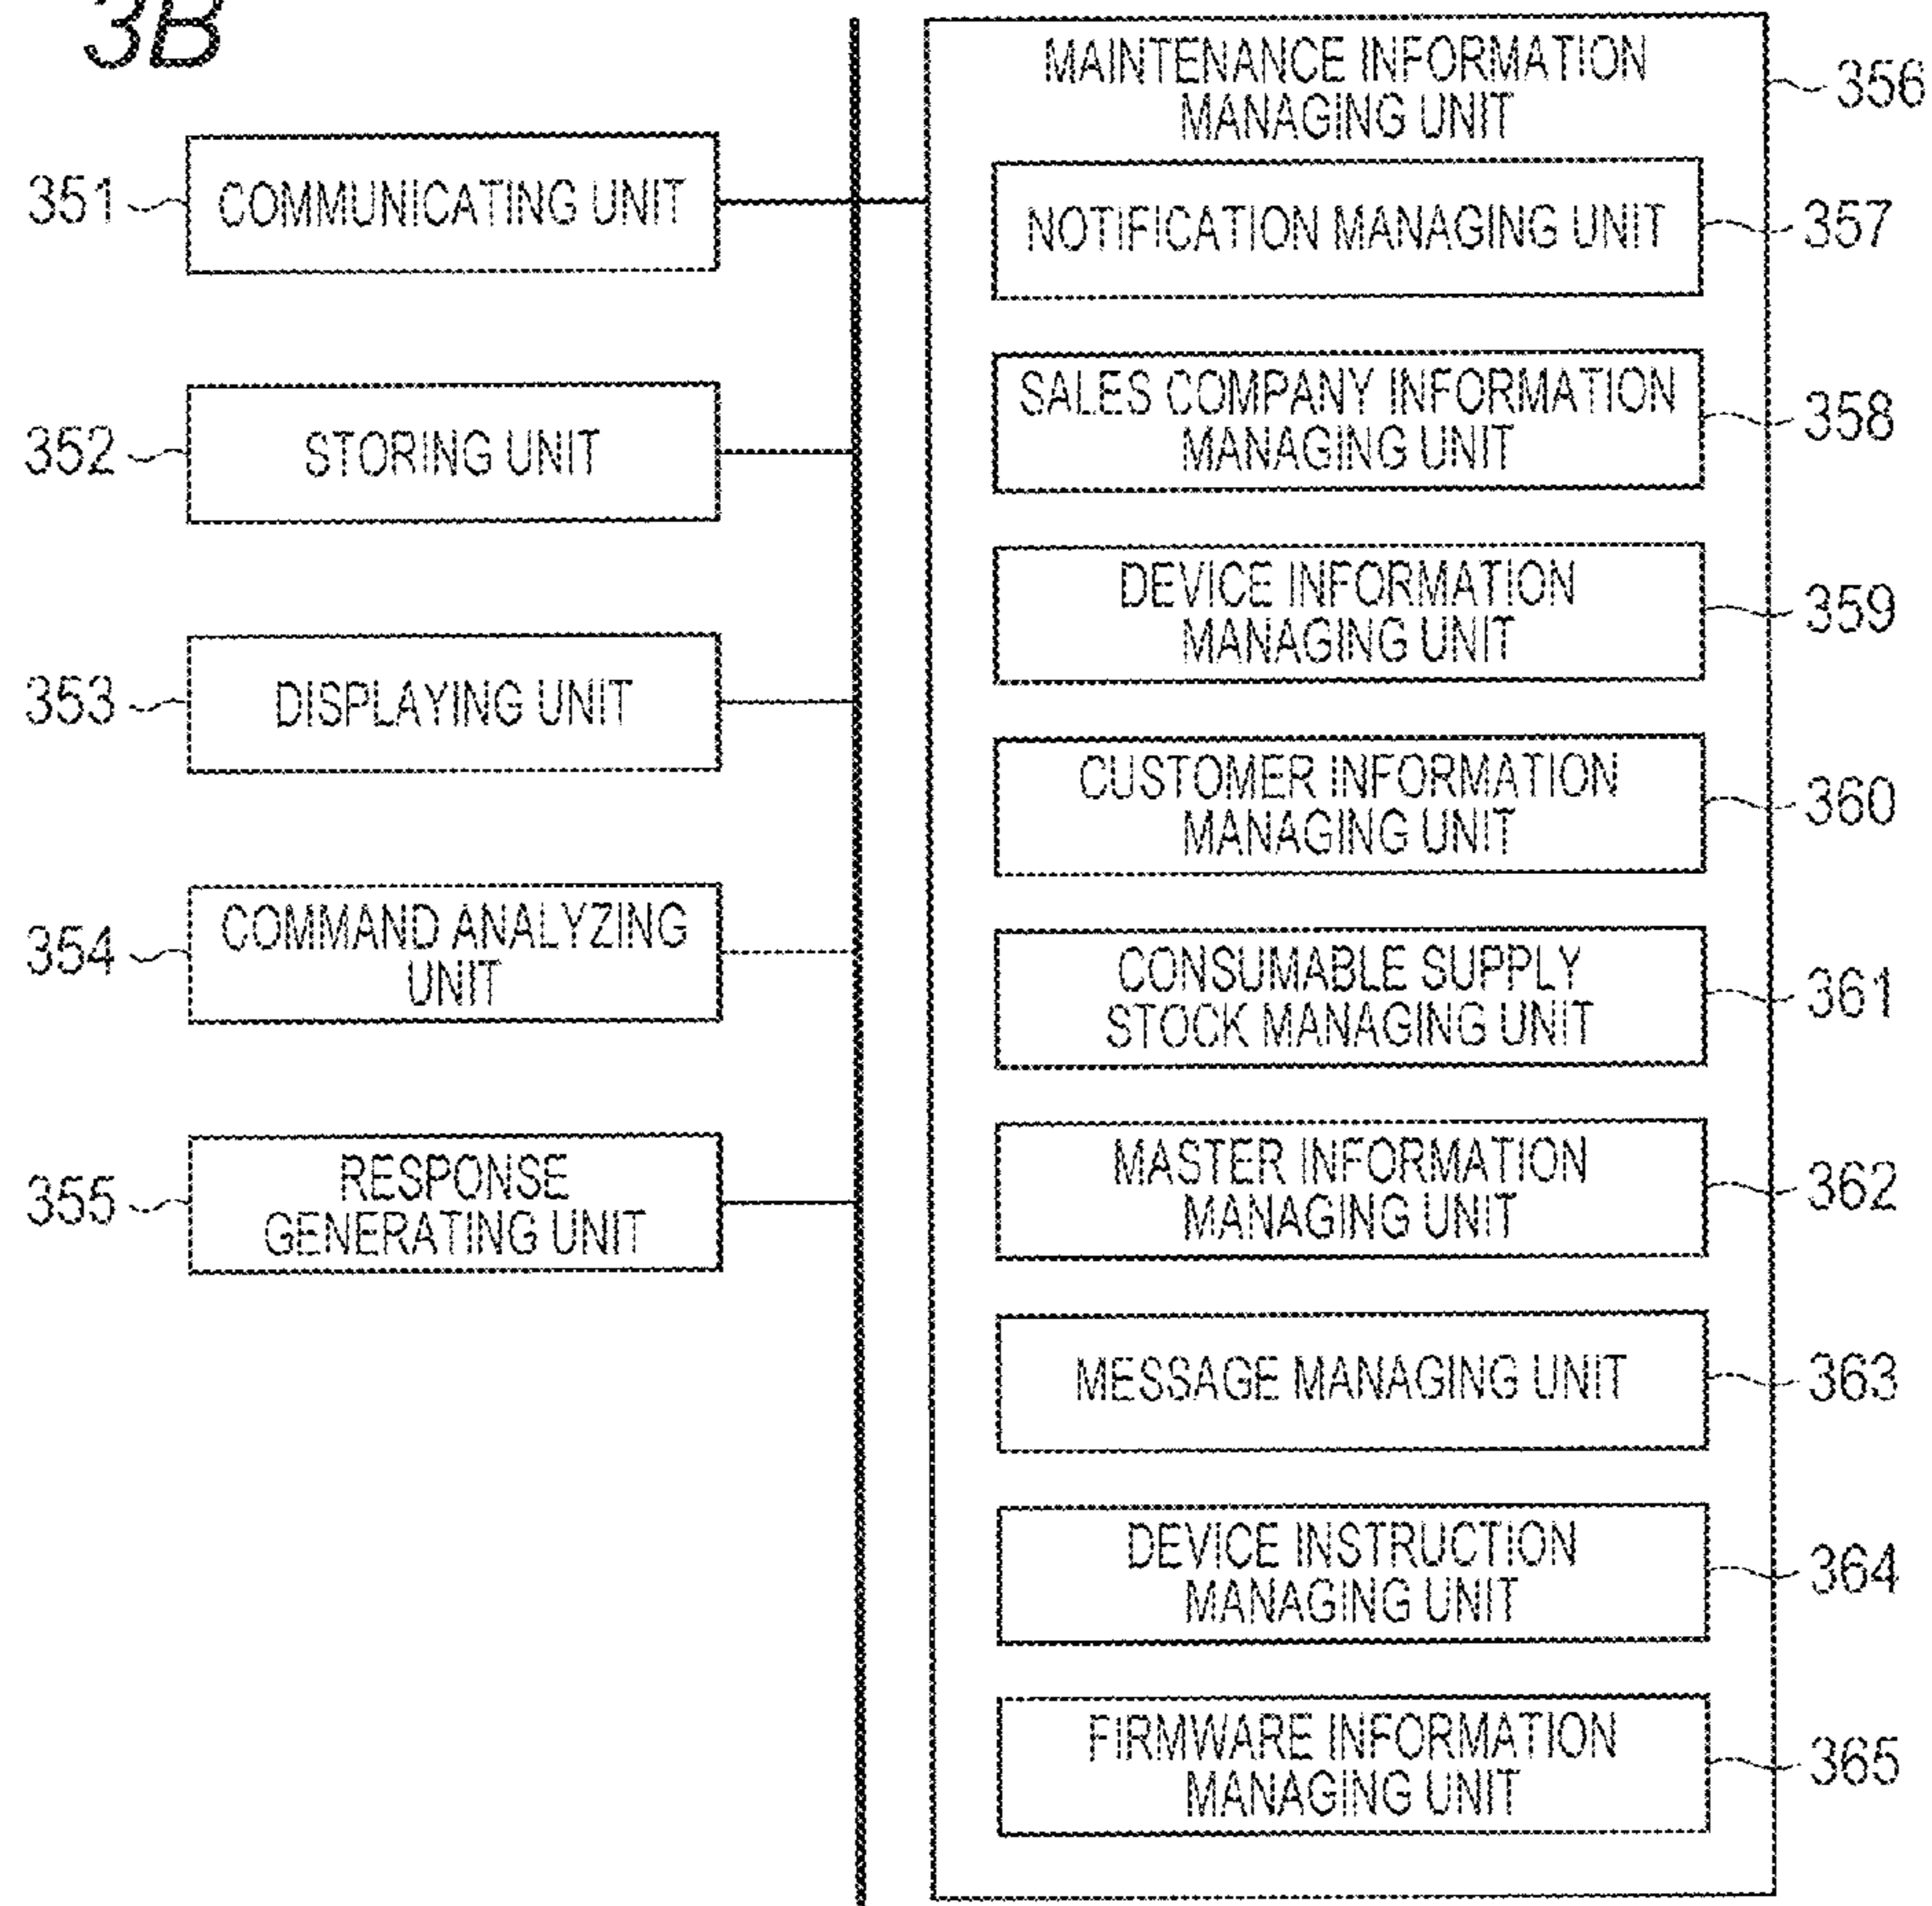 3B
351
COMMUNICATING UNIT
352
STORING UNIT
353
DISPLAYING UNIT
354
COMMAND ANALYZING
UNIT
355
RESPONSE
GENERATING UNIT
MAINTENANCE INFORMATION
MANAGING UNIT
356
NOTIFICATION MANAGING UNIT
357
SALES COMPANY INFORMATION
MANAGING UNIT
358
DEVICE INFORMATION
MANAGING UNIT
359
CUSTOMER INFORMATION
MANAGING UNIT
360
CONSUMABLE SUPPLY
STOCK MANAGING UNIT
361
MASTER INFORMATION
MANAGING UNIT
362
MESSAGE MANAGING UNIT
363
DEVICE INSTRUCTION
MANAGING UNIT
364
FIRMWARE INFORMATION
MANAGING UNIT
365